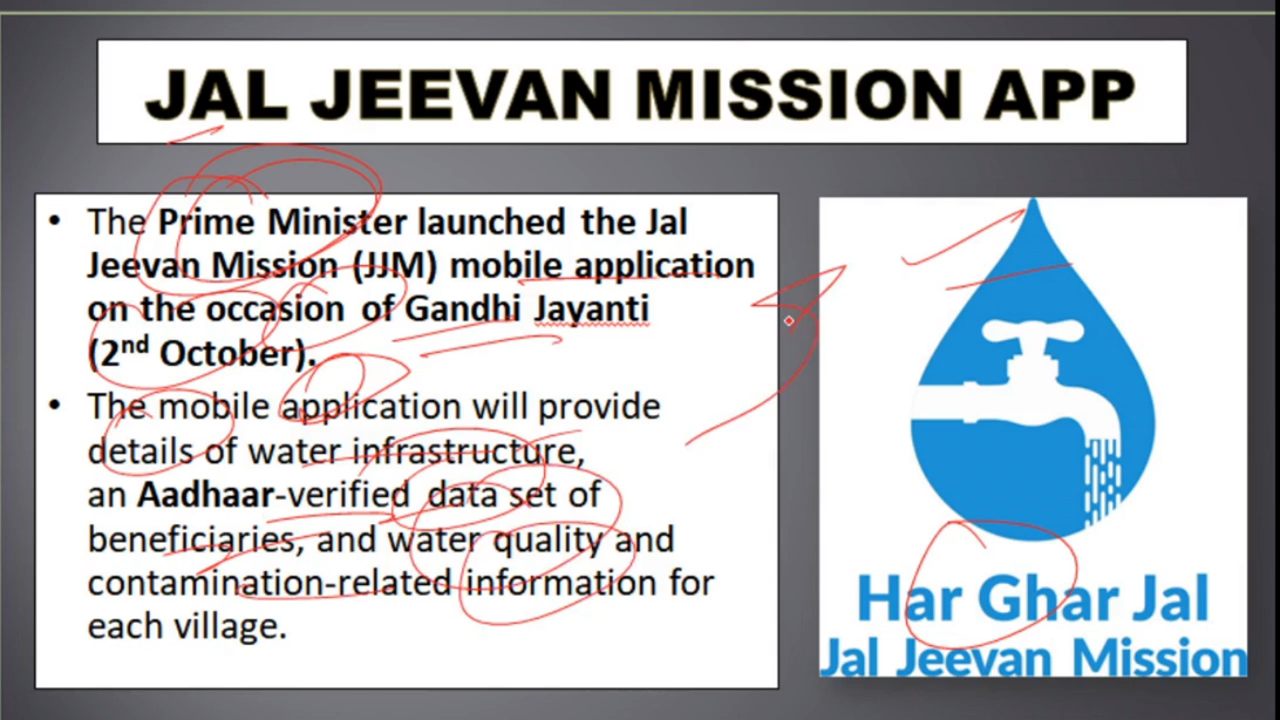 JAL JEEVAN MISSION APP
• The Prime Minister launched the Jal
Jeevan Mission (JJM) mobile application
on the occasion of Gandhi Jayanti
(2nd October).
• The mobile application will provide
details of water infrastructure,
an Aadhaar-verified data set of
beneficiaries, and water quality and
contamination-related information for
each village.
Har Ghar Jal
Jal Jeevan Mission